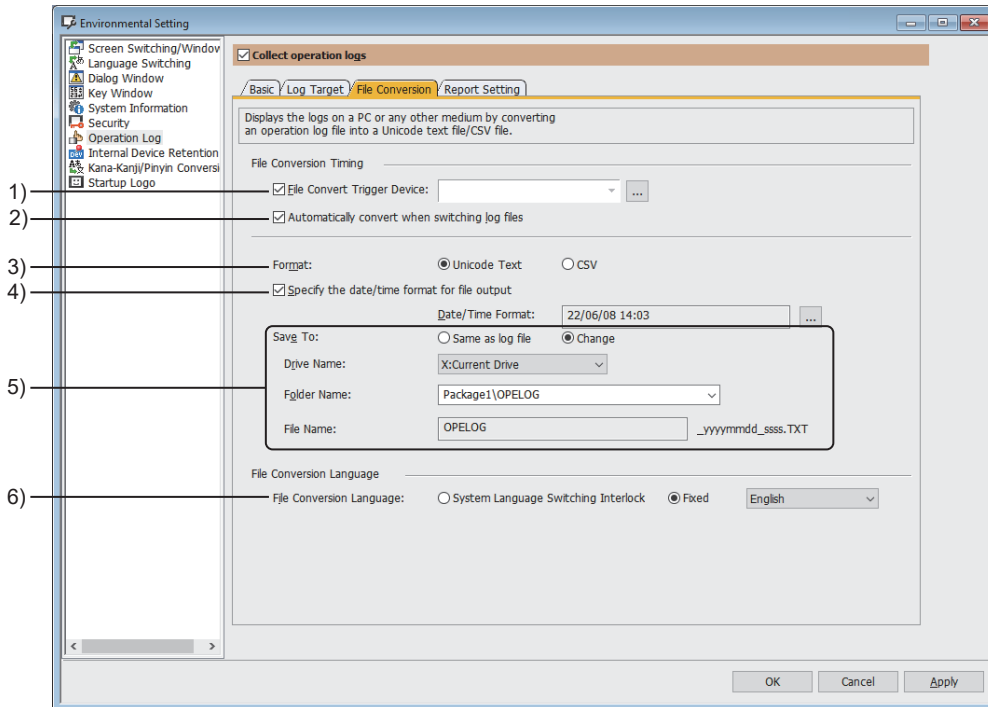 Environmental Setting
Screen Switching/Window
Language Switching
Dialog Window
Key Window
System Information
Security
Operation Log
Internal Device Retention
Kana-Kanji/Pinyin Conversi
Startup Logo
Collect operation logs
Basic Log Target File Conversion Report Setting
Displays the logs on a PC or any other medium by converting
an operation log file into a Unicode text file/CSV file.
File Conversion Timing
1) File Convert Trigger Device: ...
2) Automatically convert when switching log files
3) Format: Unicode Text CSV
4) Specify the date/time format for file output
Date/Time Format: 22/06/08 14:03 ...
5) Save To: Same as log file Change
Drive Name: X:Current Drive
Folder Name: Package1\OPELOG
File Name: OPELOG _yyyymmdd_ssss.TXT
File Conversion Language
6) File Conversion Language: System Language Switching Interlock Fixed English
OK Cancel Apply